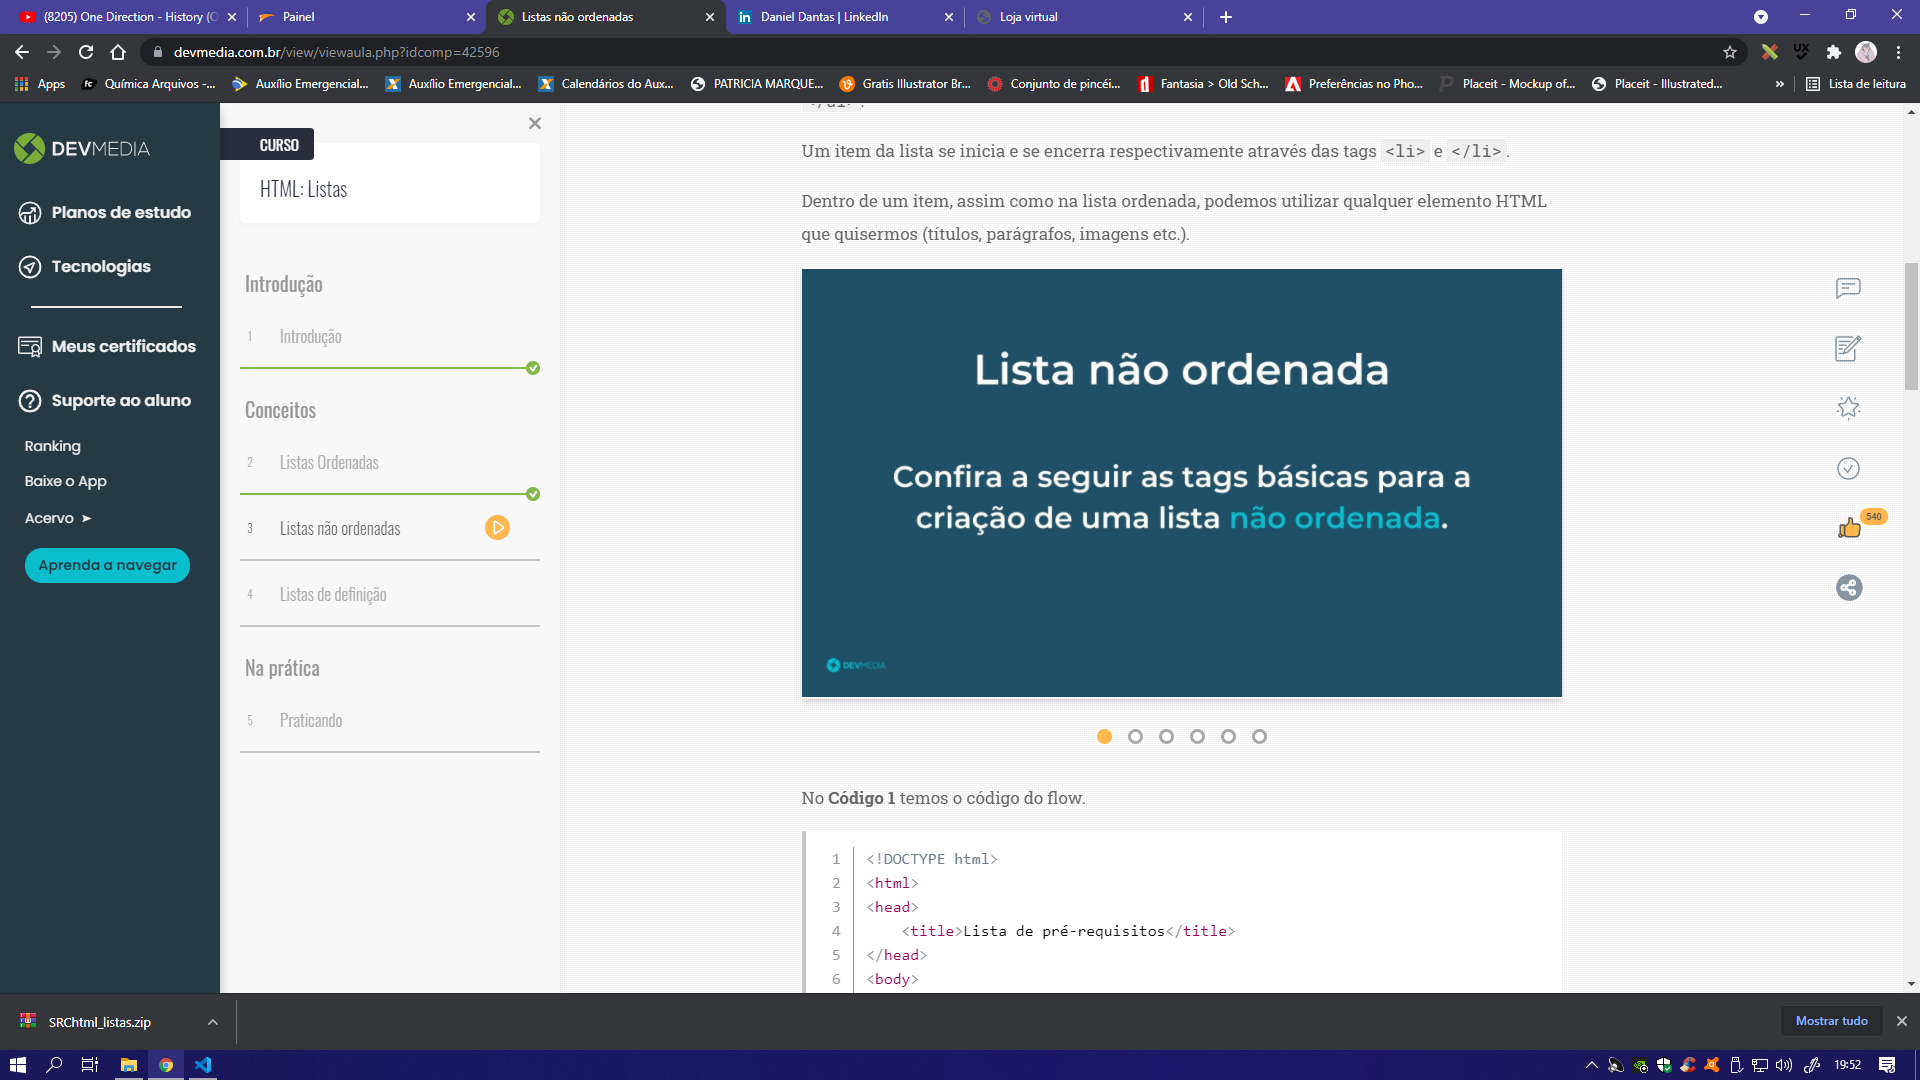 (8205) One Direction - History (O
Painel
Listas não ordenadas
Daniel Dantas | LinkedIn
Loja virtual
devmedia.com.br/view/viewaula.php?idcomp=42596
Apps
Química Arquivos -...
Auxílio Emergencial...
Auxílio Emergencial...
Calendários do Aux...
PATRICIA MARQUE...
Gratis Illustrator Br...
Conjunto de pincéi...
Fantasia > Old Sch...
Preferências no Pho...
Placeit - Mockup of...
Placeit - Illustrated...
»
Lista de leitura
DEVMEDIA
Planos de estudo
Tecnologias
Meus certificados
Suporte ao aluno
Ranking
Baixe o App
Acervo ➤
Aprenda a navegar
CURSO
HTML: Listas
Introdução
1 Introdução
Conceitos
2 Listas Ordenadas
3 Listas não ordenadas
4 Listas de definição
Na prática
5 Praticando
Um item da lista se inicia e se encerra respectivamente através das tags <li> e </li>.
Dentro de um item, assim como na lista ordenada, podemos utilizar qualquer elemento HTML
que quisermos (títulos, parágrafos, imagens etc.).
Lista não ordenada
Confira a seguir as tags básicas para a
criação de uma lista não ordenada.
DEVMEDIA
540
No Código 1 temos o código do flow.
1 <!DOCTYPE html>
2 <html>
3 <head>
4 <title>Lista de pré-requisitos</title>
5 </head>
6 <body>
SRChtml_listas.zip
Mostrar tudo
19:52